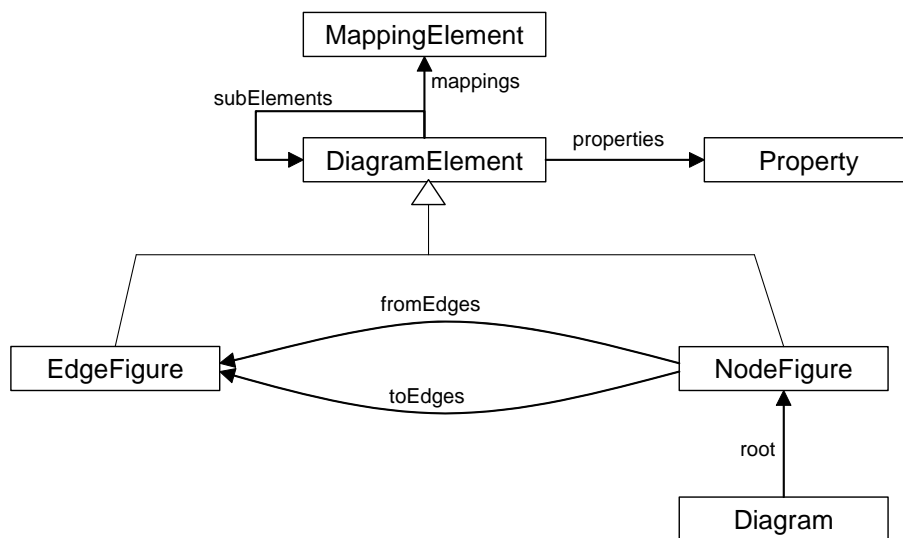 MappingElement
mappings
subElements
DiagramElement
properties
Property
fromEdges
EdgeFigure
NodeFigure
toEdges
root
Diagram